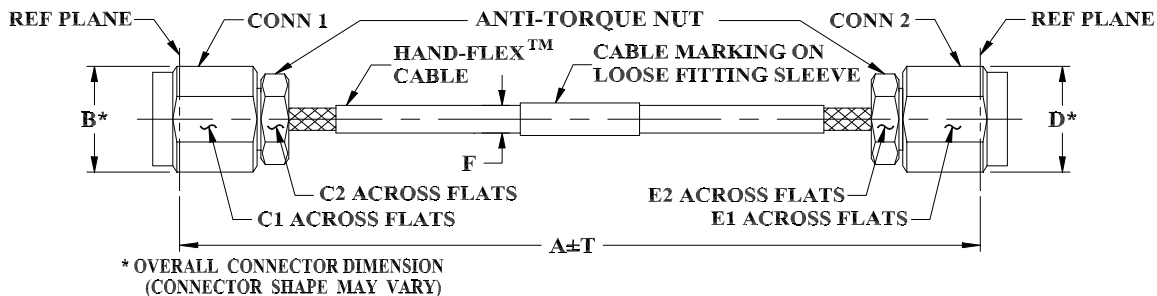 REF PLANE
CONN 1
ANTI-TORQUE NUT
CONN 2
REF PLANE
HAND-FLEX™
CABLE
CABLE MARKING ON
LOOSE FITTING SLEEVE
B*
D*
F
C2 ACROSS FLATS
E2 ACROSS FLATS
C1 ACROSS FLATS
E1 ACROSS FLATS
A±T
* OVERALL CONNECTOR DIMENSION
(CONNECTOR SHAPE MAY VARY)